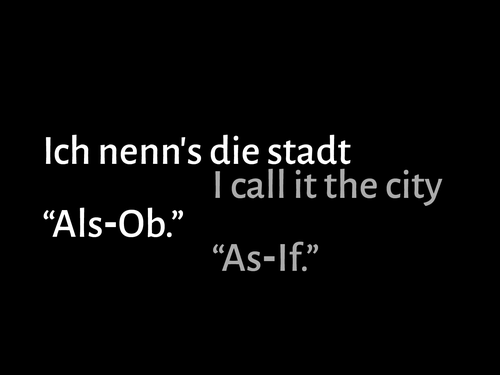 Ich nenn's die stadt
I call it the city
“Als-Ob.”
“As-If.”